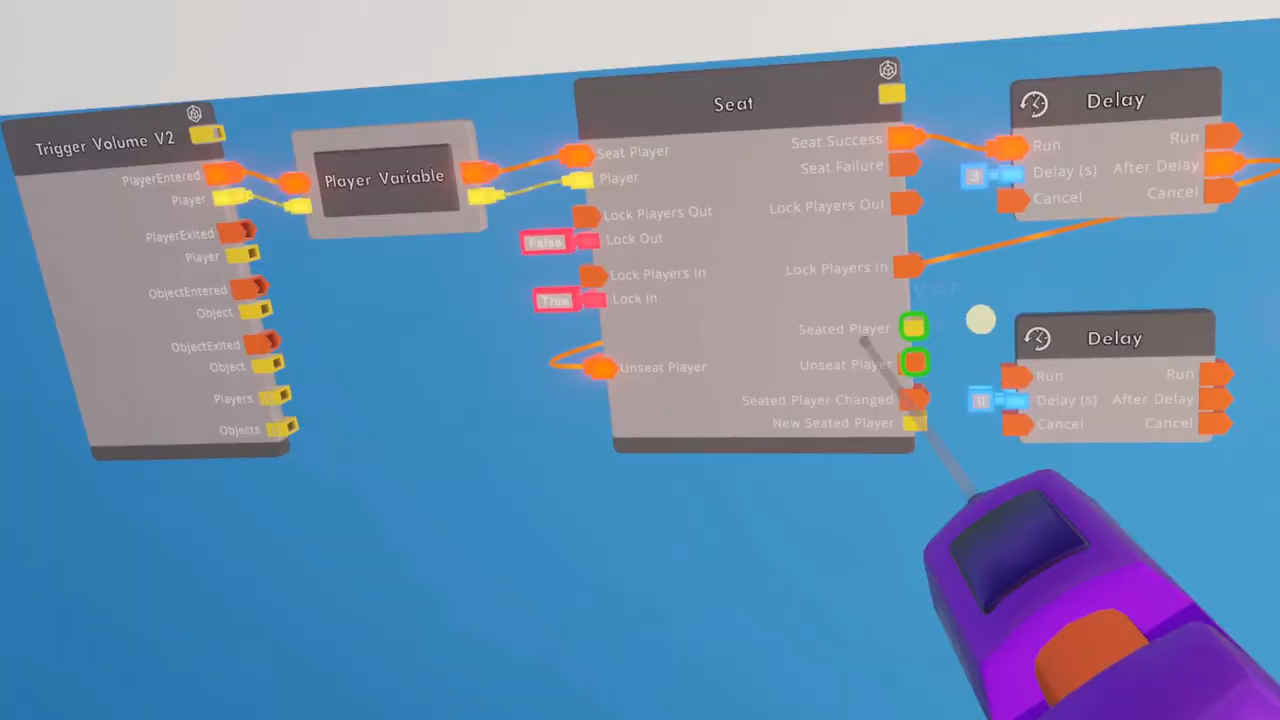 Trigger Volume V2
PlayerEntered
Player
PlayerExited
Player
ObjectEntered
Object
ObjectExited
Object
Players
Objects
Player Variable
Seat
Seat Player
Player
Lock Players Out
False
Lock Out
Lock Players In
True
Lock In
Unseat Player
Seat Success
Seat Failure
Lock Players Out
Lock Players In
Seated Player
Unseat Player
Seated Player Changed
New Seated Player
Delay
Run
3
Delay (s)
Cancel
Run
After Delay
Cancel
Delay
Run
0
Delay (s)
Cancel
Run
After Delay
Cancel